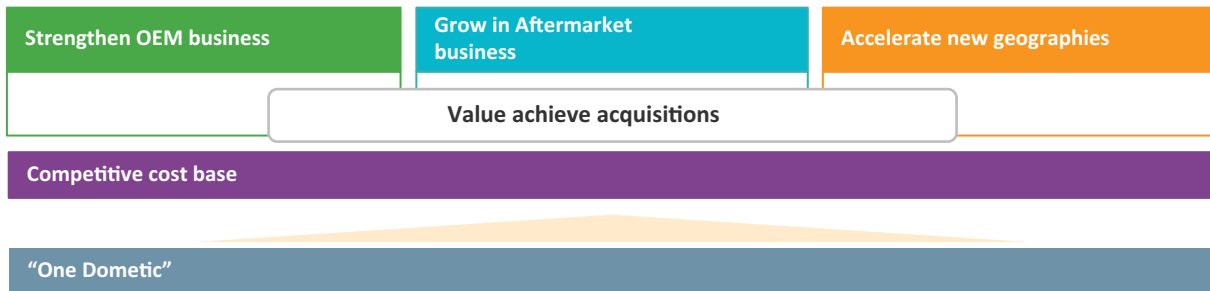 Strengthen OEM business
Grow in Aftermarket
business
Accelerate new geographies
Value achieve acquisitions
Competitive cost base
“One Dometic”